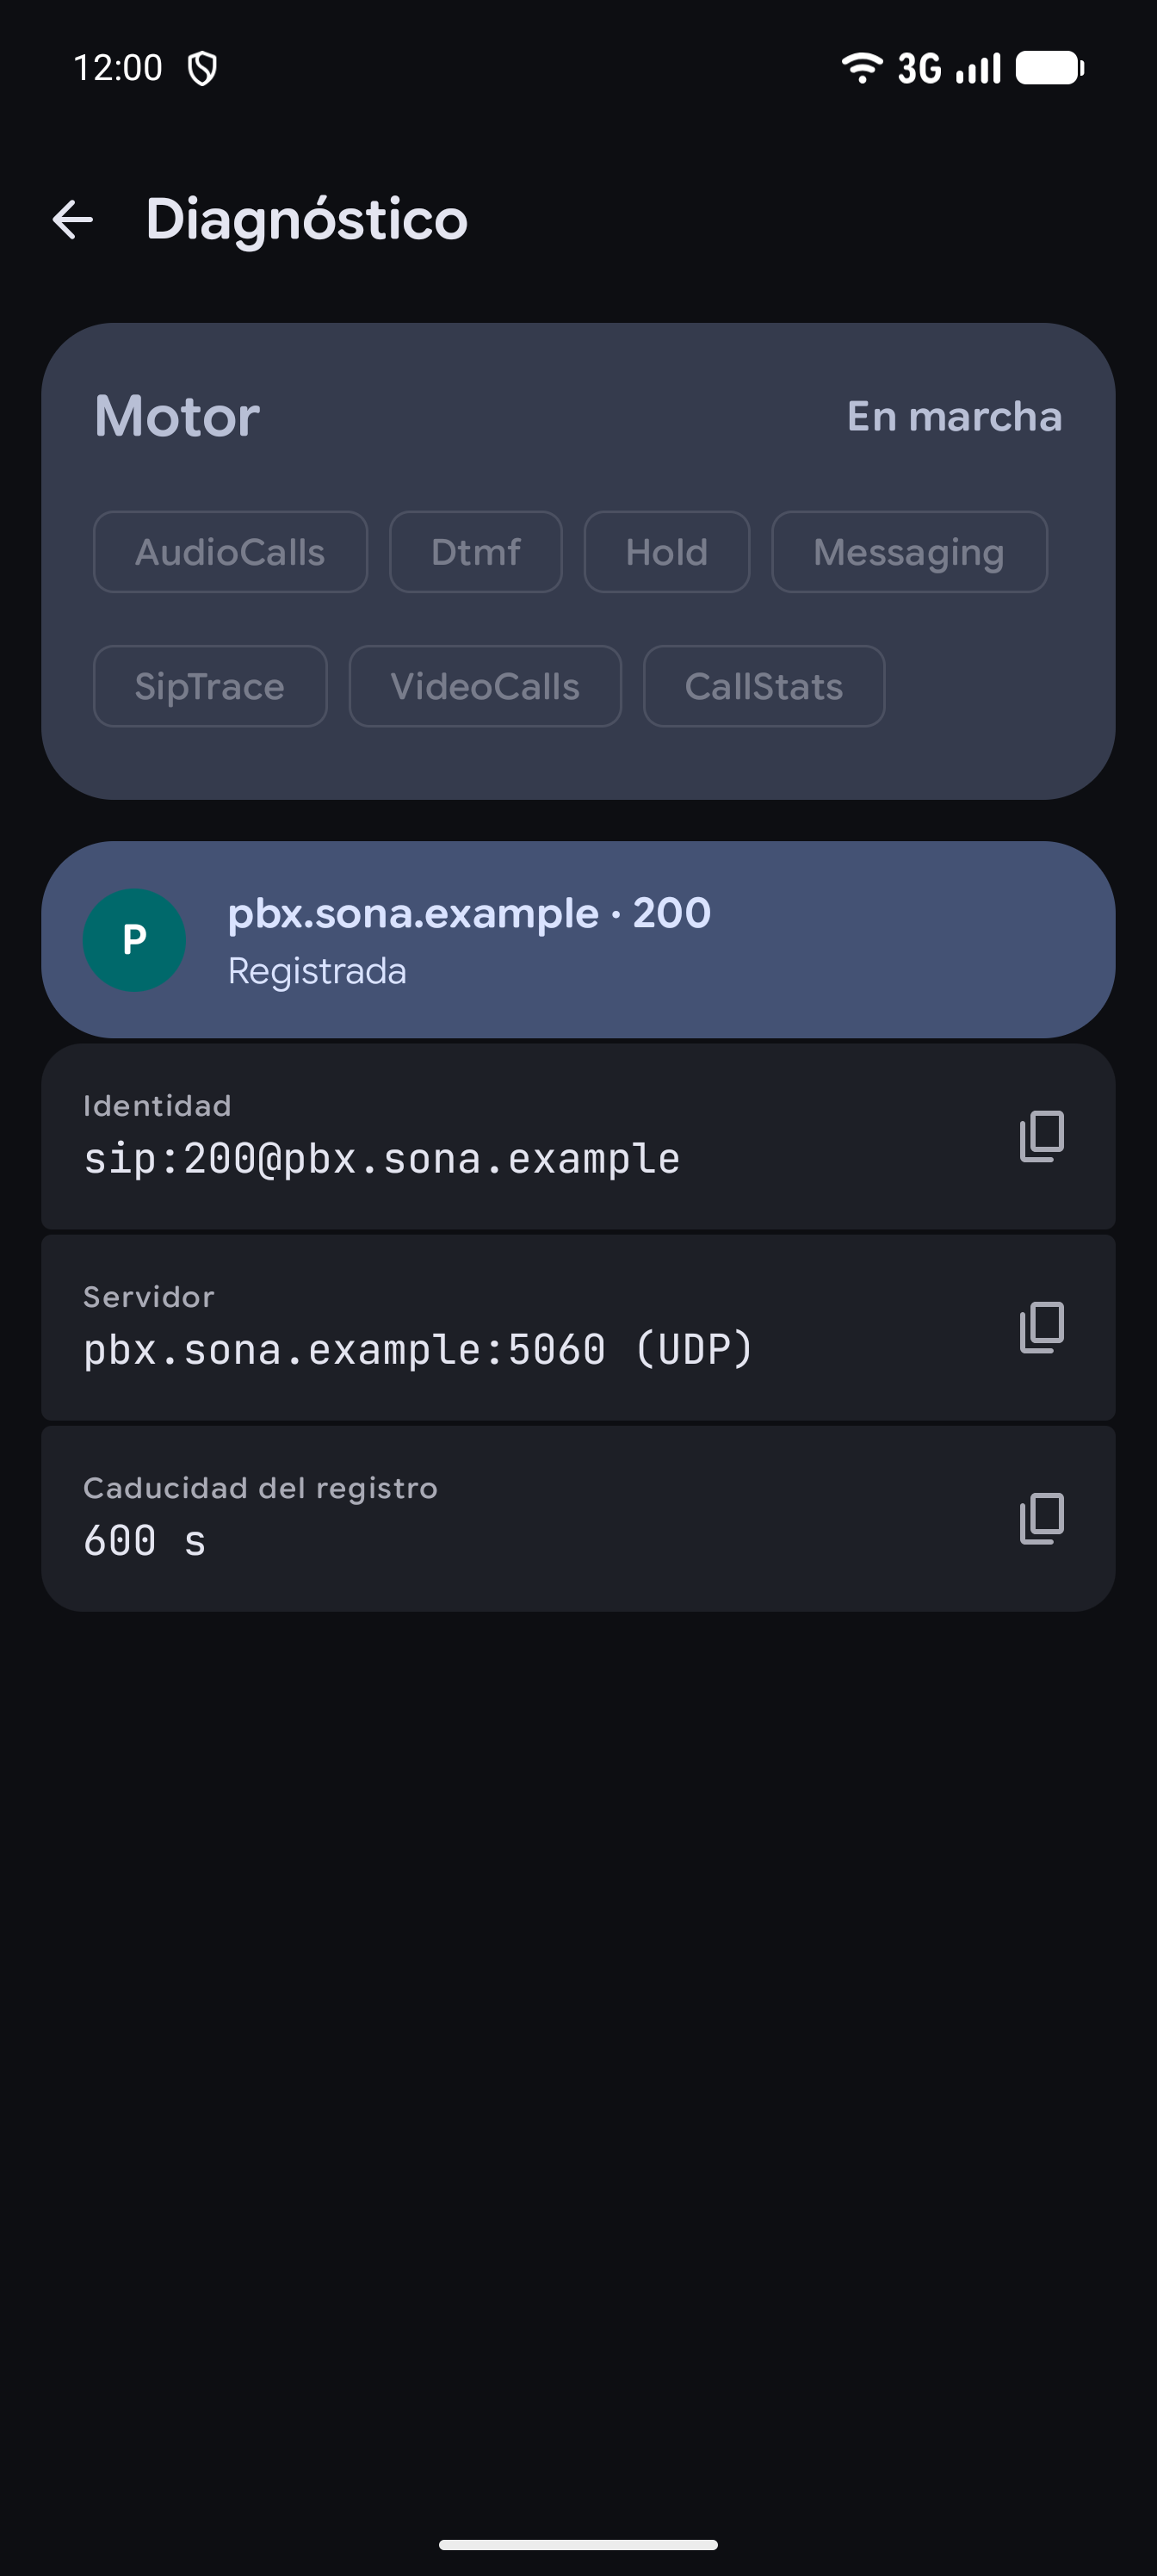 12:00
3G
Diagnóstico
Motor
En marcha
AudioCalls
Dtmf
Hold
Messaging
SipTrace
VideoCalls
CallStats
P
pbx.sona.example · 200
Registrada
Identidad
sip:200@pbx.sona.example
Servidor
pbx.sona.example:5060 (UDP)
Caducidad del registro
600 s